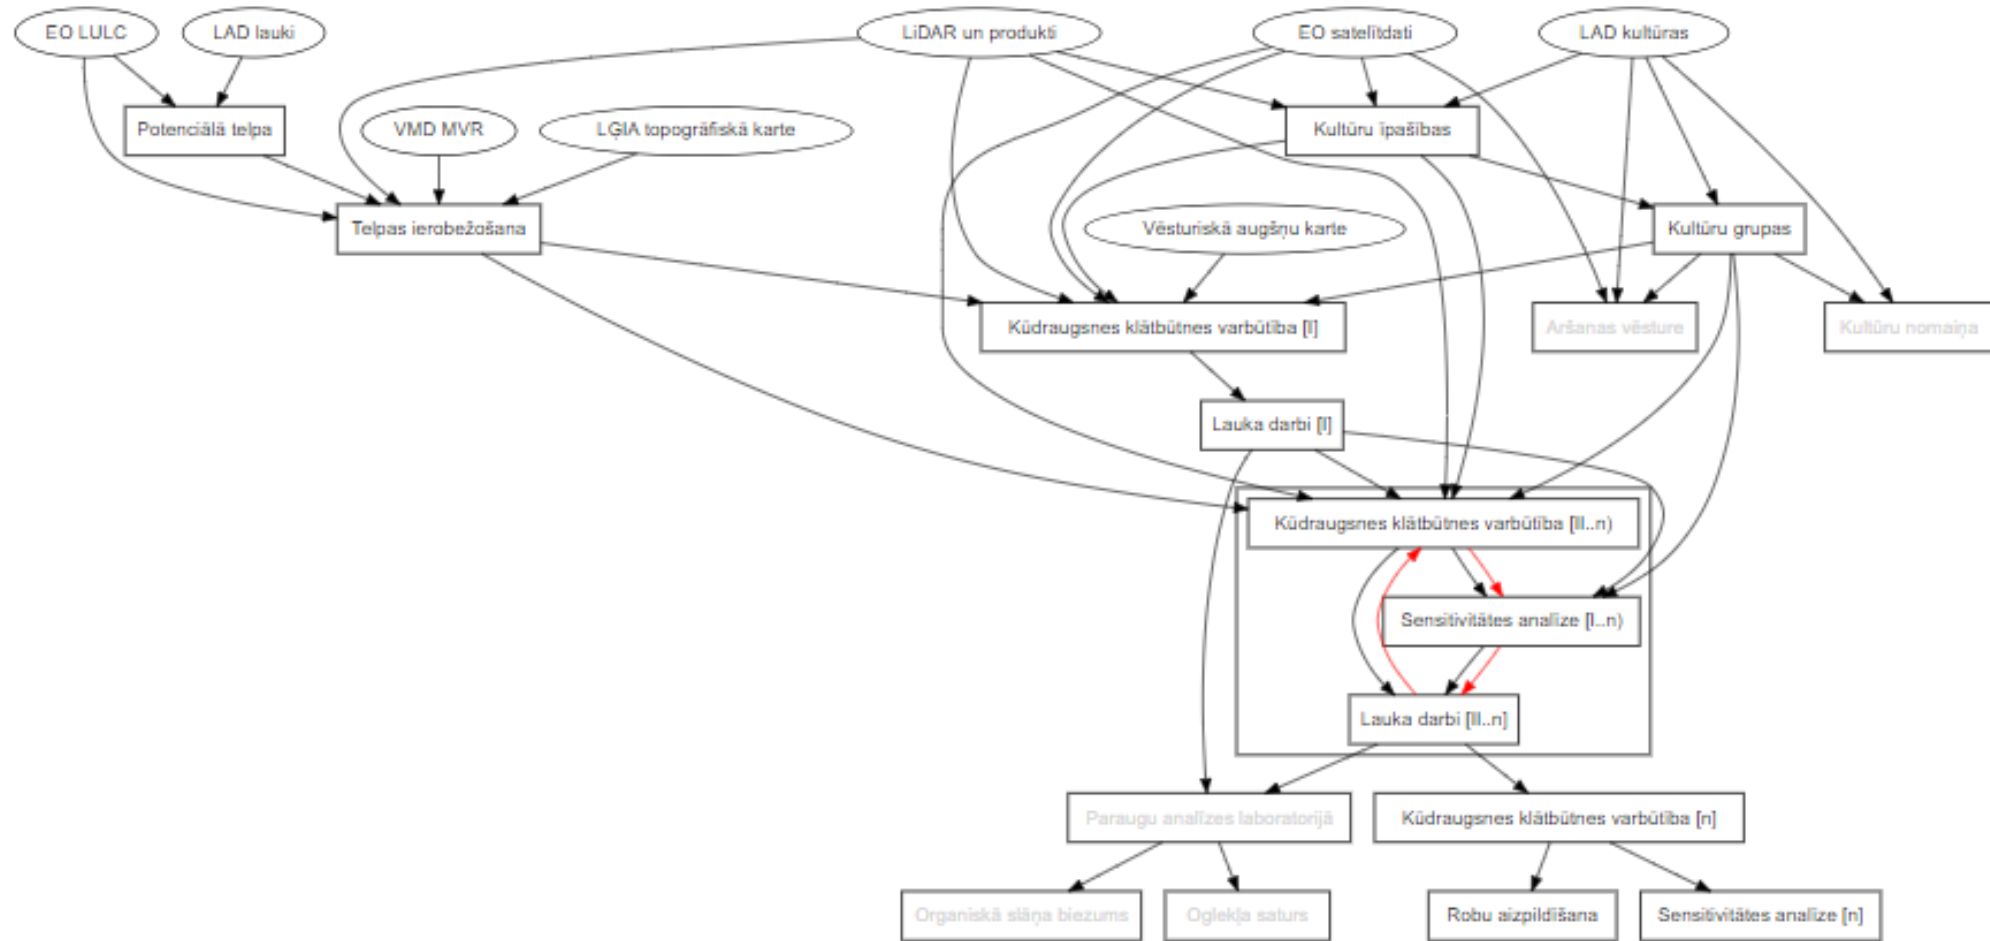 EO LULC
LAD lauki
LiDAR un produkti
EO satelītdati
LAD kultūras
Potenciālā telpa
VMD MVR
LĢIA topogrāfiskā karte
Kultūru īpašības
Telpas ierobežošana
Vēsturiskā augšņu karte
Kultūru grupas
Kūdraugsnes klātbūtnes varbūtība [I]
Aršanas vēsture
Kultūru nomaiņa
Lauka darbi [I]
Kūdraugsnes klātbūtnes varbūtība [II..n)
Sensitivitātes analīze [I..n)
Lauka darbi [II..n]
Paraugu analīzes laboratorijā
Kūdraugsnes klātbūtnes varbūtība [n]
Organiskā slāņa biezums
Oglekļa saturs
Robu aizpildīšana
Sensitivitātes analīze [n]